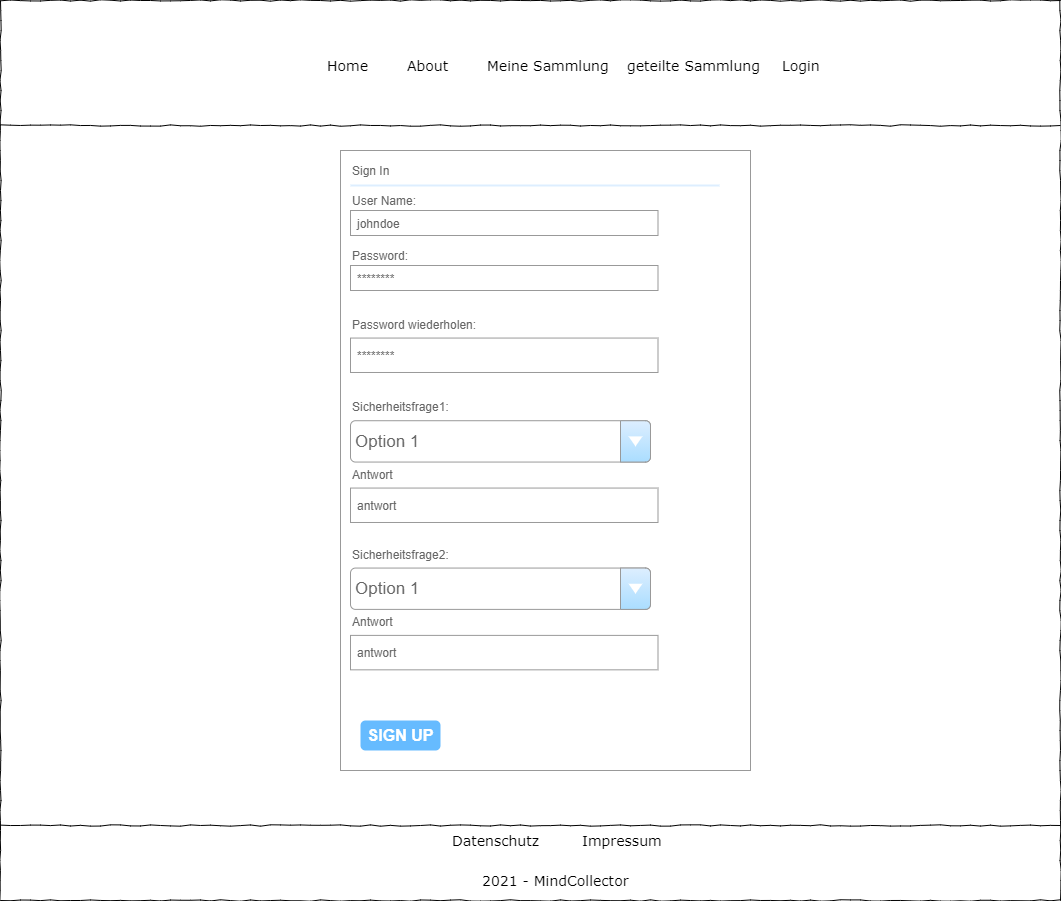 Home About Meine Sammlung geteilte Sammlung Login
Sign In
User Name:
johndoe
Password:
********
Password wiederholen:
********
Sicherheitsfrage1:
Option 1
Antwort
antwort
Sicherheitsfrage2:
Option 1
Antwort
antwort
SIGN UP
Datenschutz Impressum
2021 - MindCollector